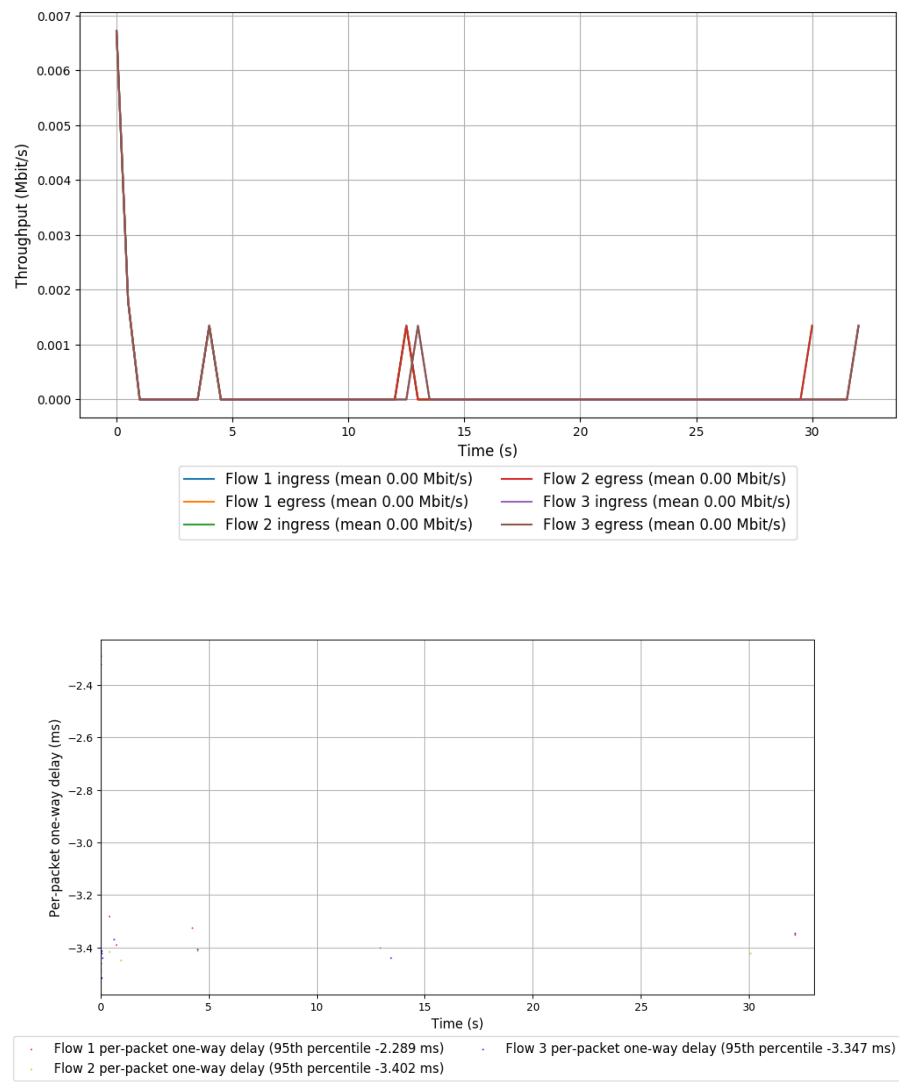 0.007
0.006
0.005
0.004
0.003
0.002
0.001
0.000
Throughput (Mbit/s)
0 5 10 15 20 25 30
Time (s)
Flow 1 ingress (mean 0.00 Mbit/s) Flow 2 egress (mean 0.00 Mbit/s)
Flow 1 egress (mean 0.00 Mbit/s) Flow 3 ingress (mean 0.00 Mbit/s)
Flow 2 ingress (mean 0.00 Mbit/s) Flow 3 egress (mean 0.00 Mbit/s)
−2.4
−2.6
−2.8
−3.0
−3.2
−3.4
Per-packet one-way delay (ms)
0 5 10 15 20 25 30
Time (s)
Flow 1 per-packet one-way delay (95th percentile -2.289 ms) Flow 3 per-packet one-way delay (95th percentile -3.347 ms)
Flow 2 per-packet one-way delay (95th percentile -3.402 ms)